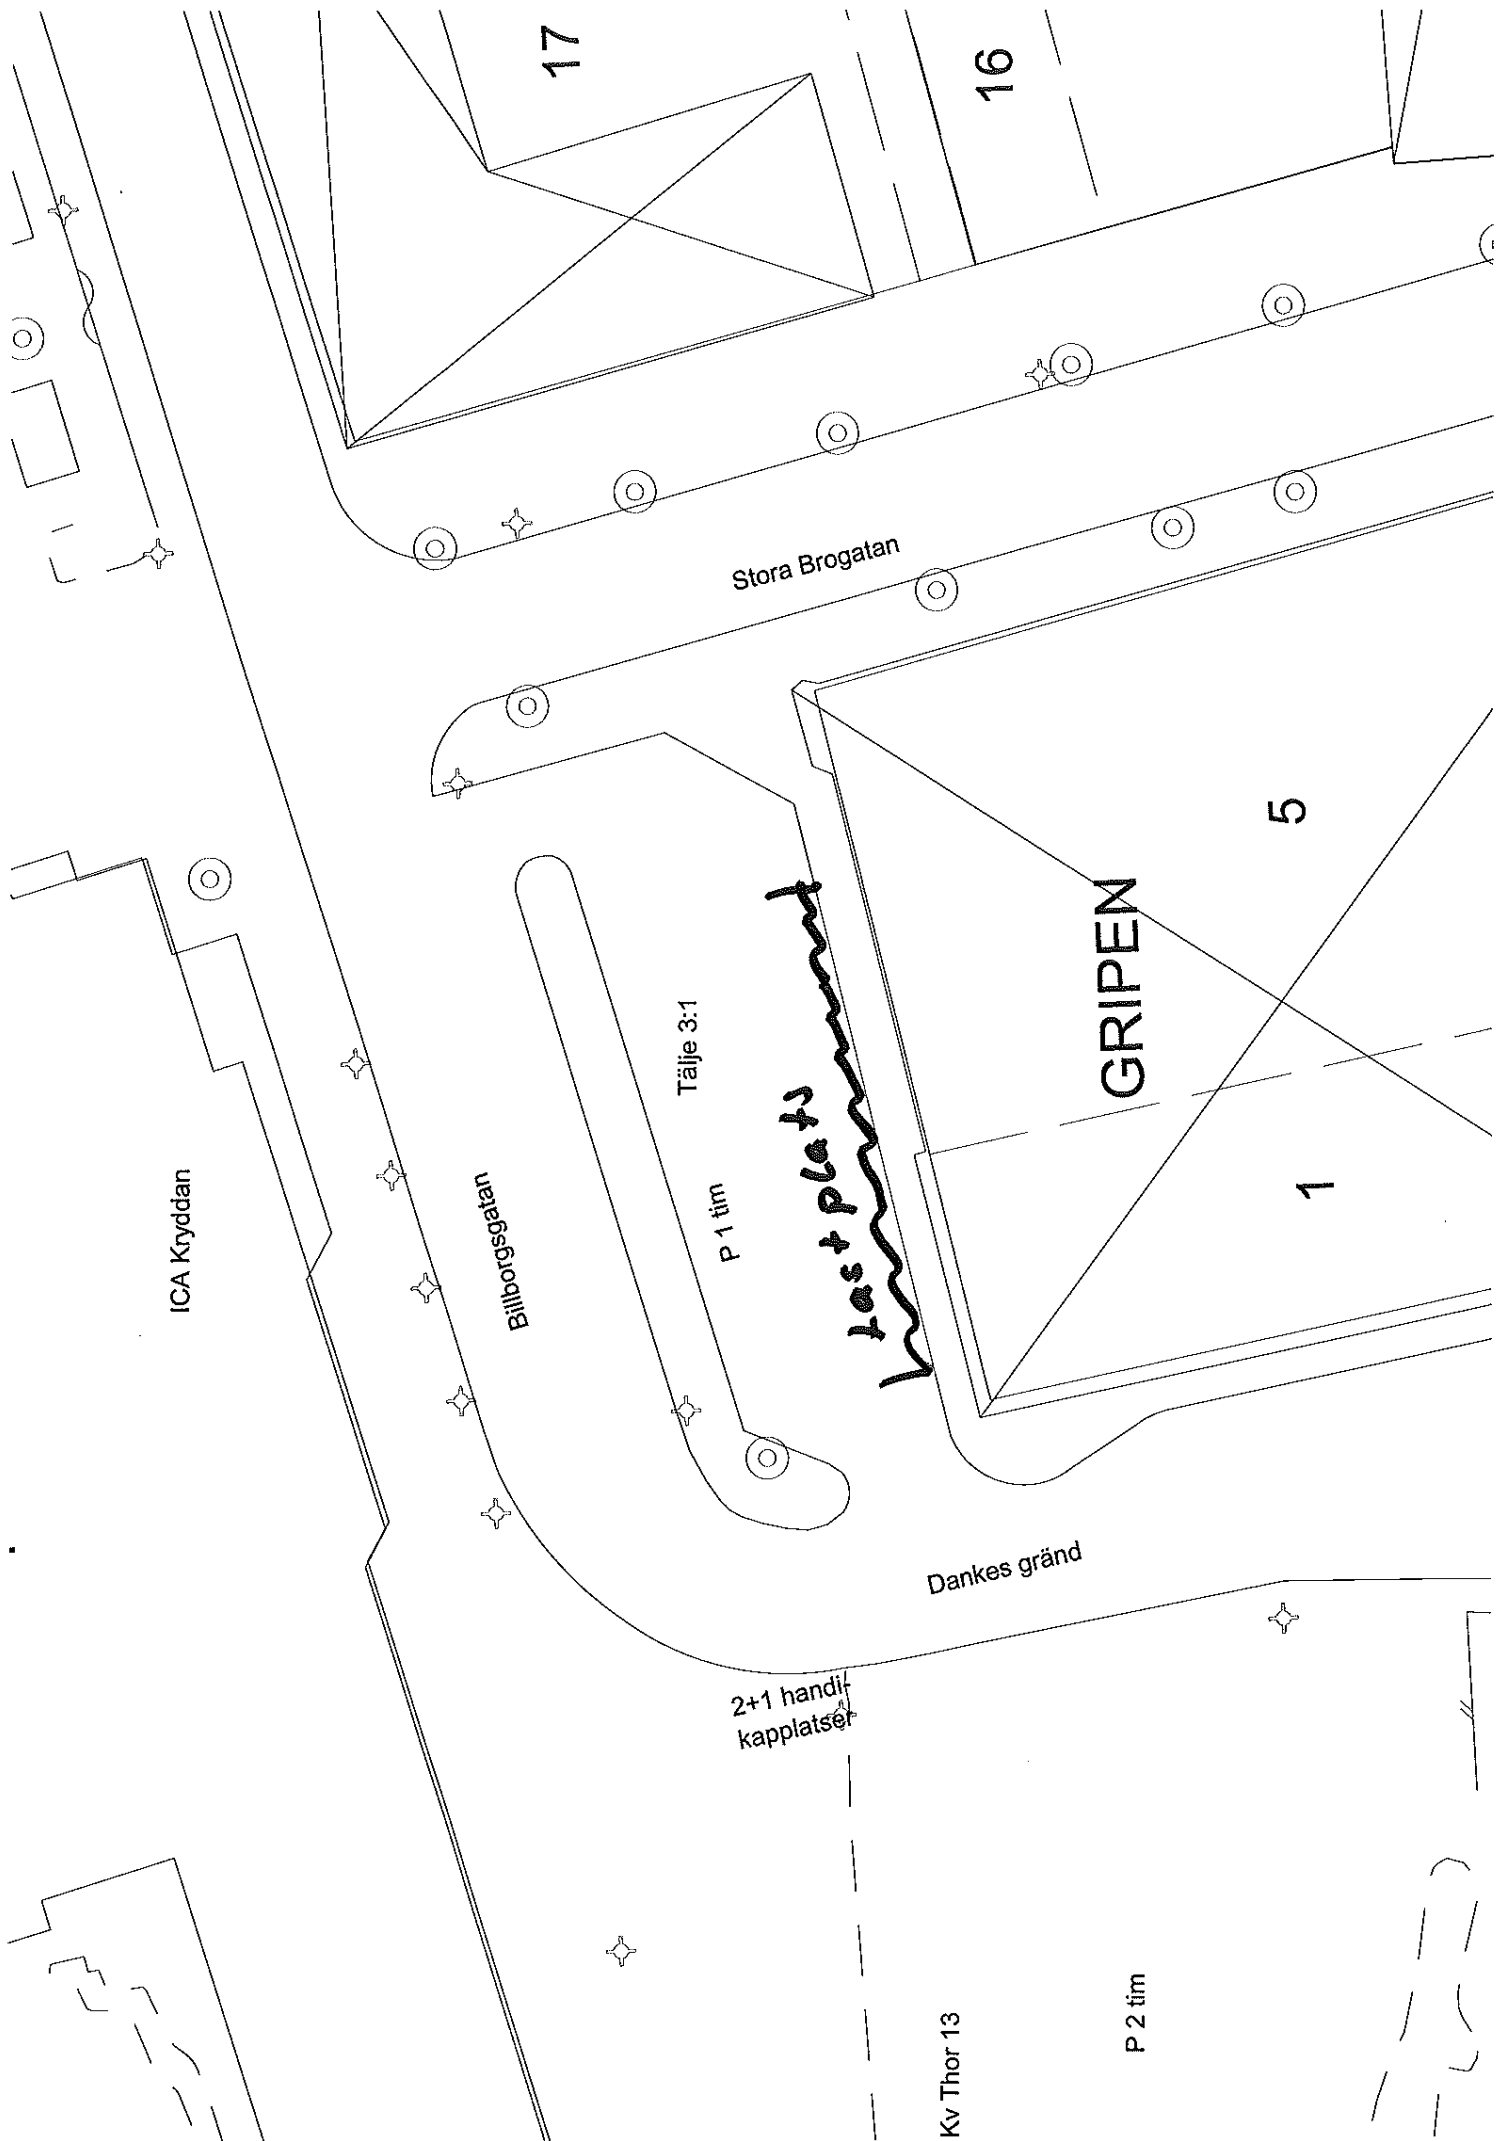 17
16
Stora Brogatan
5
GRIPEN
1
Tälje 3:1
P 1 tim
Lastplats
Billborgsgatan
ICA Kryddan
Dankes gränd
2+1 handi-
kapplatser
Kv Thor 13
P 2 tim